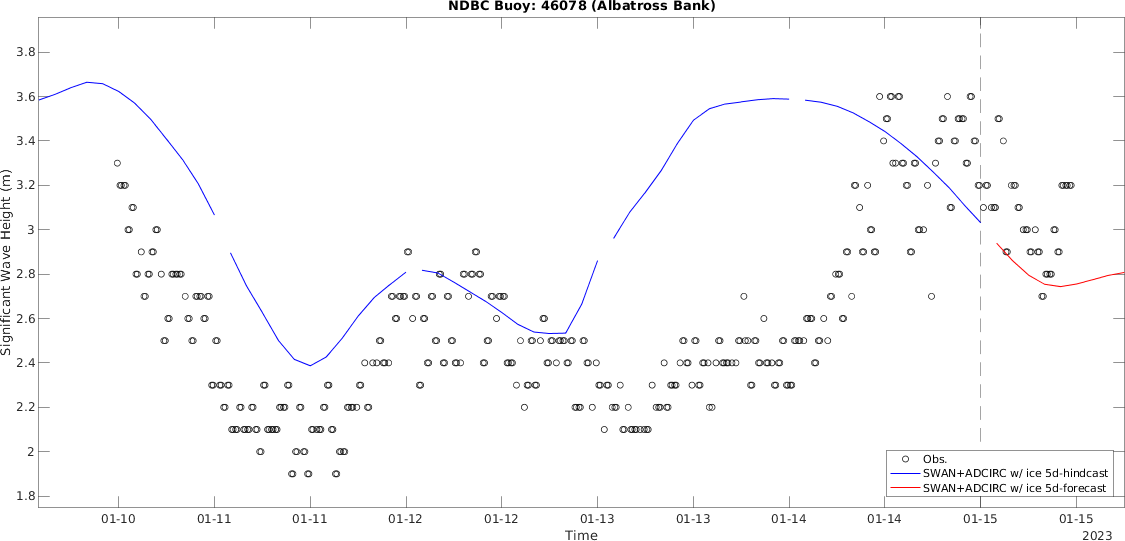 NDBC Buoy: 46078 (Albatross Bank)
3.8
3.6
3.4
3.2
3
2.8
2.6
2.4
2.2
2
1.8
Significant Wave Height (m)
Obs.
SWAN+ADCIRC w/ ice 5d-hindcast
SWAN+ADCIRC w/ ice 5d-forecast
01-10 01-11 01-11 01-12 01-12 01-13 01-13 01-14 01-14 01-15 01-15
Time
2023